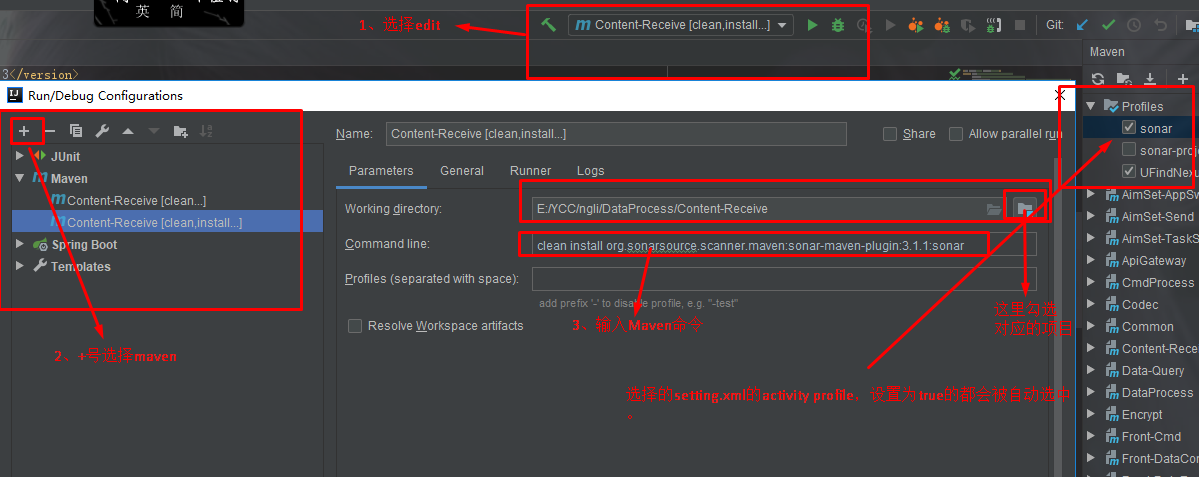 英 简
1、选择edit
Content-Receive [clean,install...]
Git:
Maven
3</version>
Run/Debug Configurations
Profiles
sonar
sonar-proj
UFindNexu
AimSet-AppSw
AimSet-Send
AimSet-TaskS
ApiGateway
CmdProcess
Codec
Common
Content-Rece
Data-Query
DataProcess
Encrypt
Front-Cmd
Front-DataCon
JUnit
Maven
Content-Receive [clean...]
Content-Receive [clean,install...]
Spring Boot
Templates
2、+号选择maven
Name: Content-Receive [clean,install...]
Share
Allow parallel run
Parameters General Runner Logs
Working directory: E:/YCC/ngli/DataProcess/Content-Receive
Command line: clean install org.sonarsource.scanner.maven:sonar-maven-plugin:3.1.1:sonar
Profiles (separated with space):
add prefix '-' to disable profile, e.g. "-test"
Resolve Workspace artifacts
3、输入Maven命令
这里勾选
对应的项目
选择的setting.xml的activity profile，设置为true的都会被自动选中
。